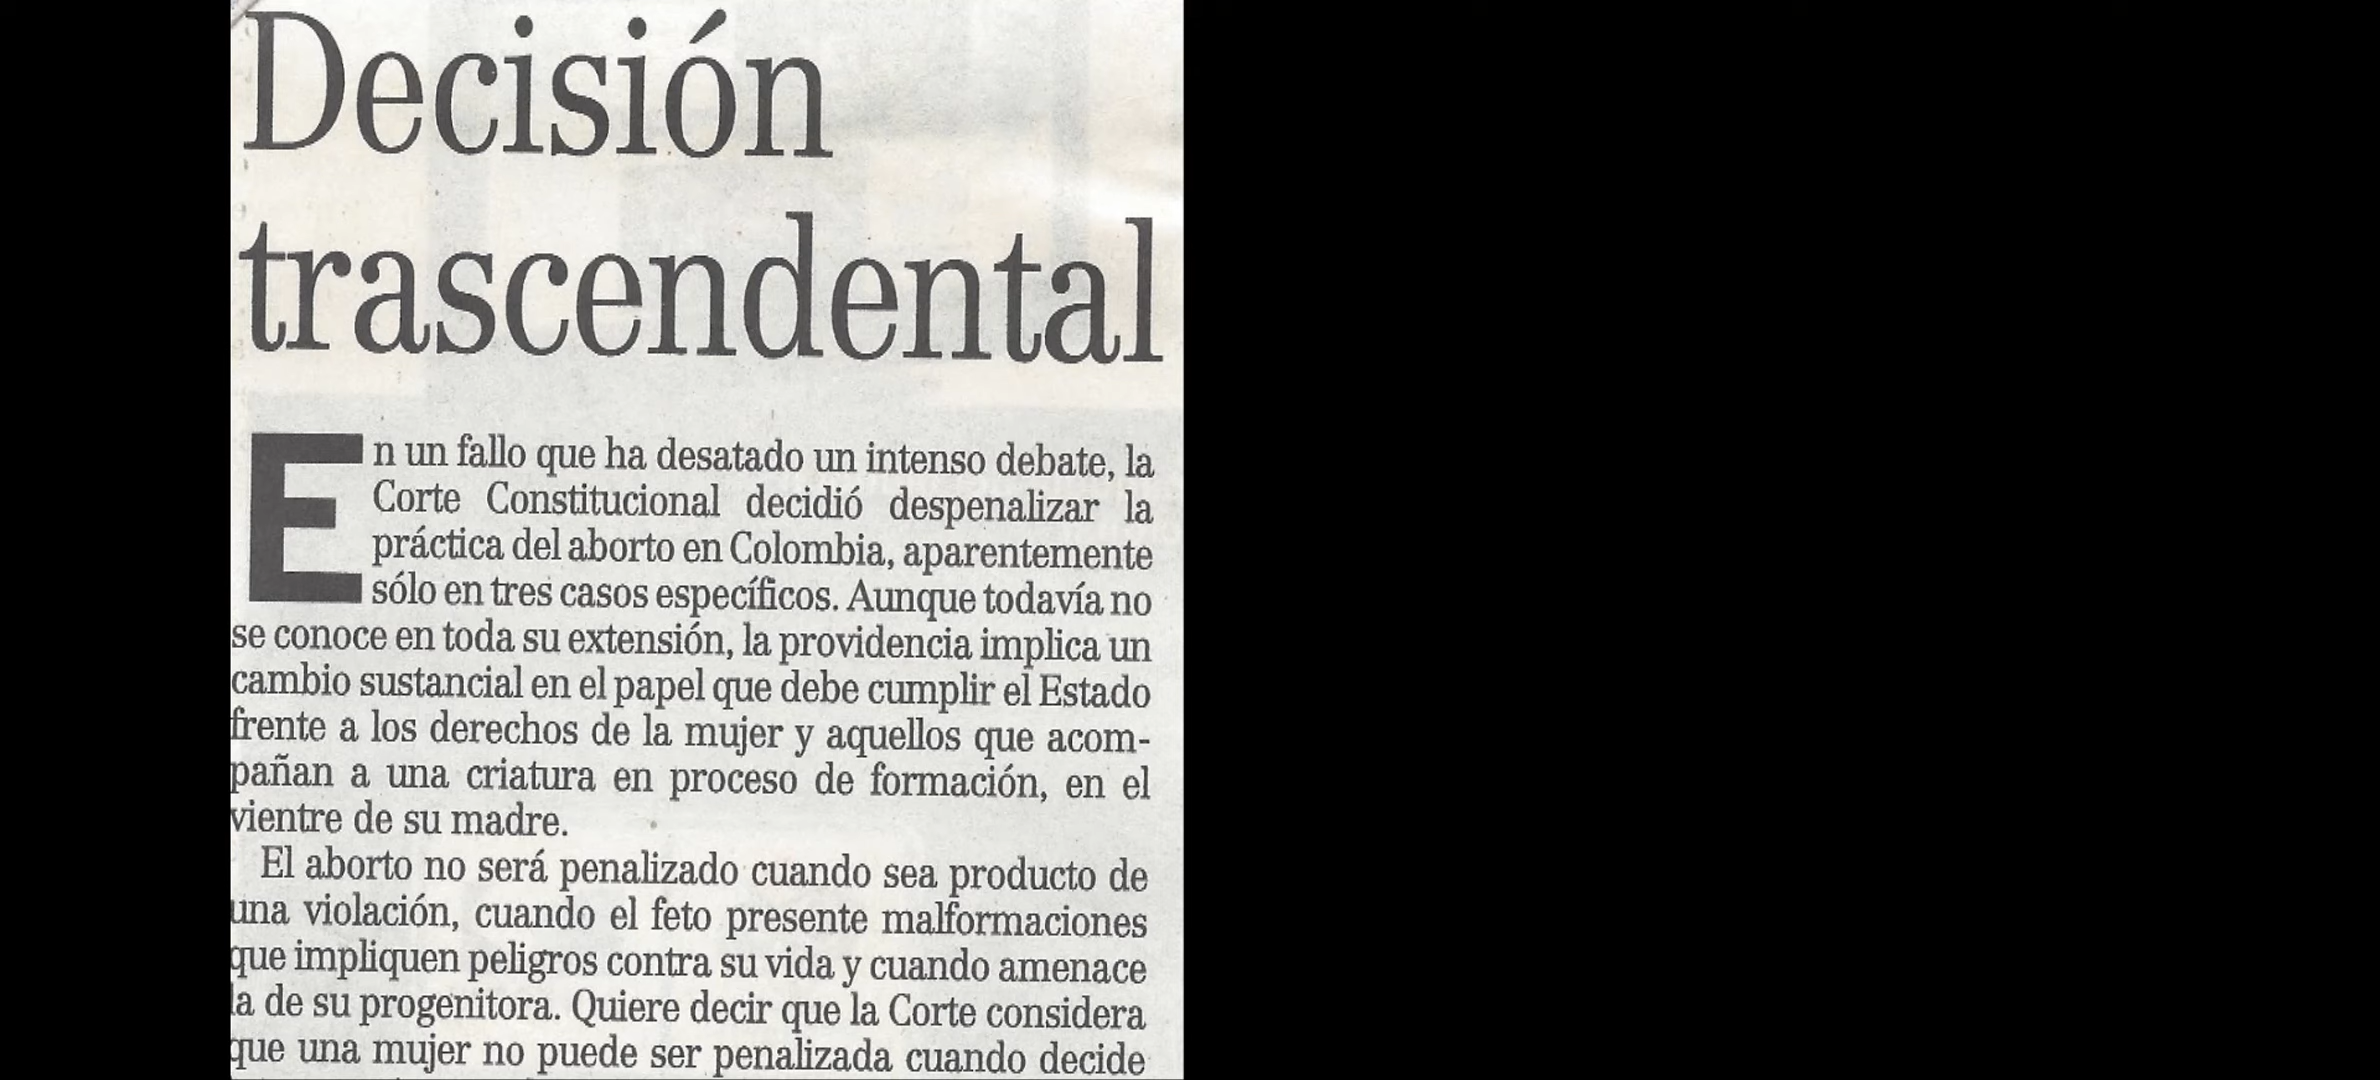 Decisión
trascendental
En un fallo que ha desatado un intenso debate, la
Corte Constitucional decidió despenalizar la
práctica del aborto en Colombia, aparentemente
sólo en tres casos específicos. Aunque todavía no
se conoce en toda su extensión, la providencia implica un
cambio sustancial en el papel que debe cumplir el Estado
frente a los derechos de la mujer y aquellos que acom-
pañan a una criatura en proceso de formación, en el
vientre de su madre.
El aborto no será penalizado cuando sea producto de
una violación, cuando el feto presente malformaciones
que impliquen peligros contra su vida y cuando amenace
la de su progenitora. Quiere decir que la Corte considera
que una mujer no puede ser penalizada cuando decide